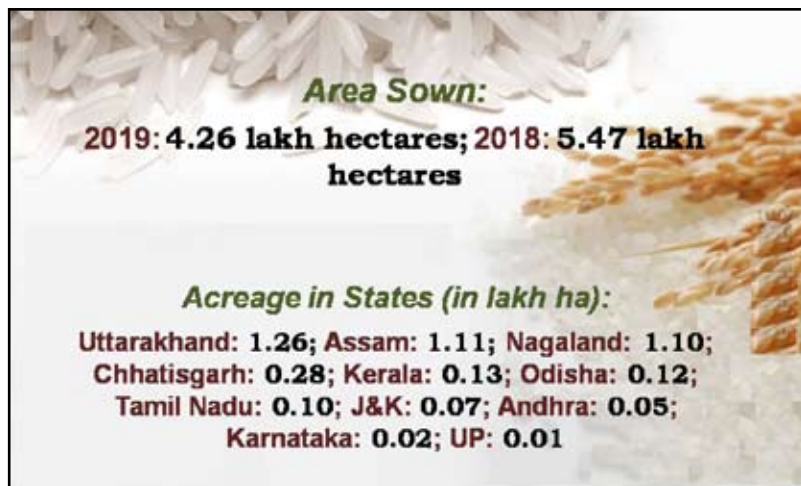 Area Sown:
2019: 4.26 lakh hectares; 2018: 5.47 lakh
hectares
Acreage in States (in lakh ha):
Uttarakhand: 1.26; Assam: 1.11; Nagaland: 1.10;
Chhatisgarh: 0.28; Kerala: 0.13; Odisha: 0.12;
Tamil Nadu: 0.10; J&K: 0.07; Andhra: 0.05;
Karnataka: 0.02; UP: 0.01